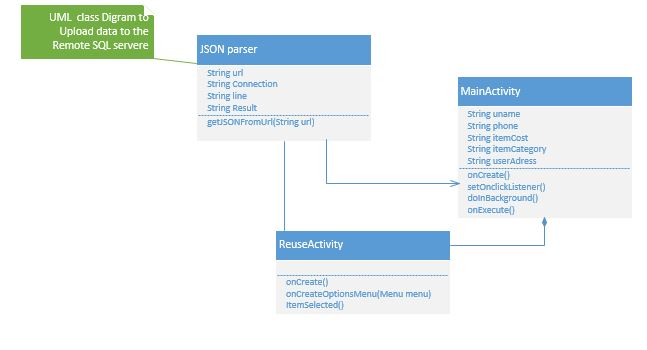 UML class Digram to
Upload data to the
Remote SQL servere
JSON parser
String url
String Connection
String line
String Result
getJSONFromUrl(String url)
MainActivity
String uname
String phone
String itemCost
String itemCategory
String userAdress
onCreate()
setOnclickListener()
doInBackground()
onExecute()
ReuseActivity
onCreate()
onCreateOptionsMenu(Menu menu)
ItemSelected()